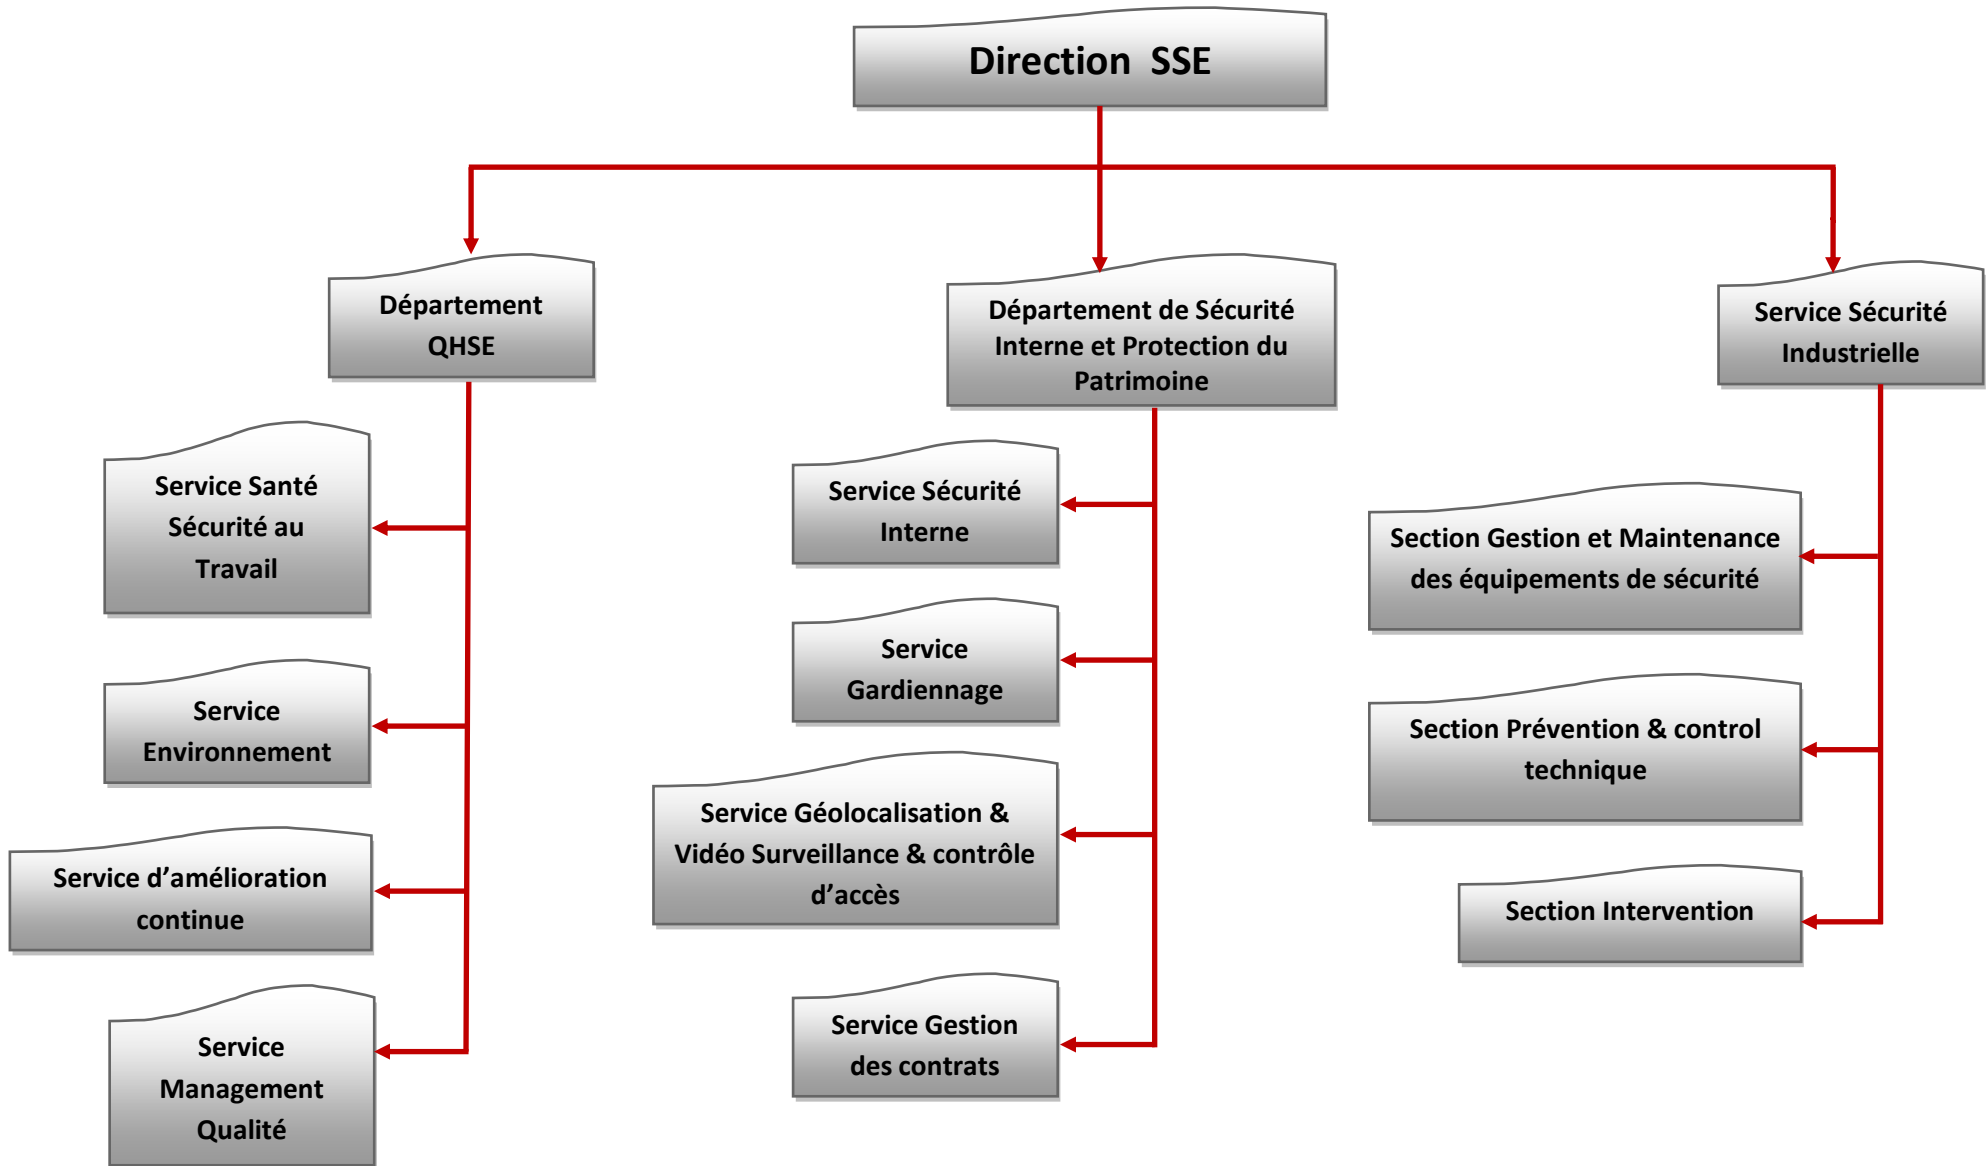 Direction SSE
Département
QHSE
Département de Sécurité
Interne et Protection du
Patrimoine
Service Sécurité
Industrielle
Service Santé
Sécurité au
Travail
Service
Environnement
Service d’amélioration
continue
Service
Management
Qualité
Service Sécurité
Interne
Service
Gardiennage
Service Géolocalisation &
Vidéo Surveillance & contrôle
d’accès
Service Gestion
des contrats
Section Gestion et Maintenance
des équipements de sécurité
Section Prévention & control
technique
Section Intervention